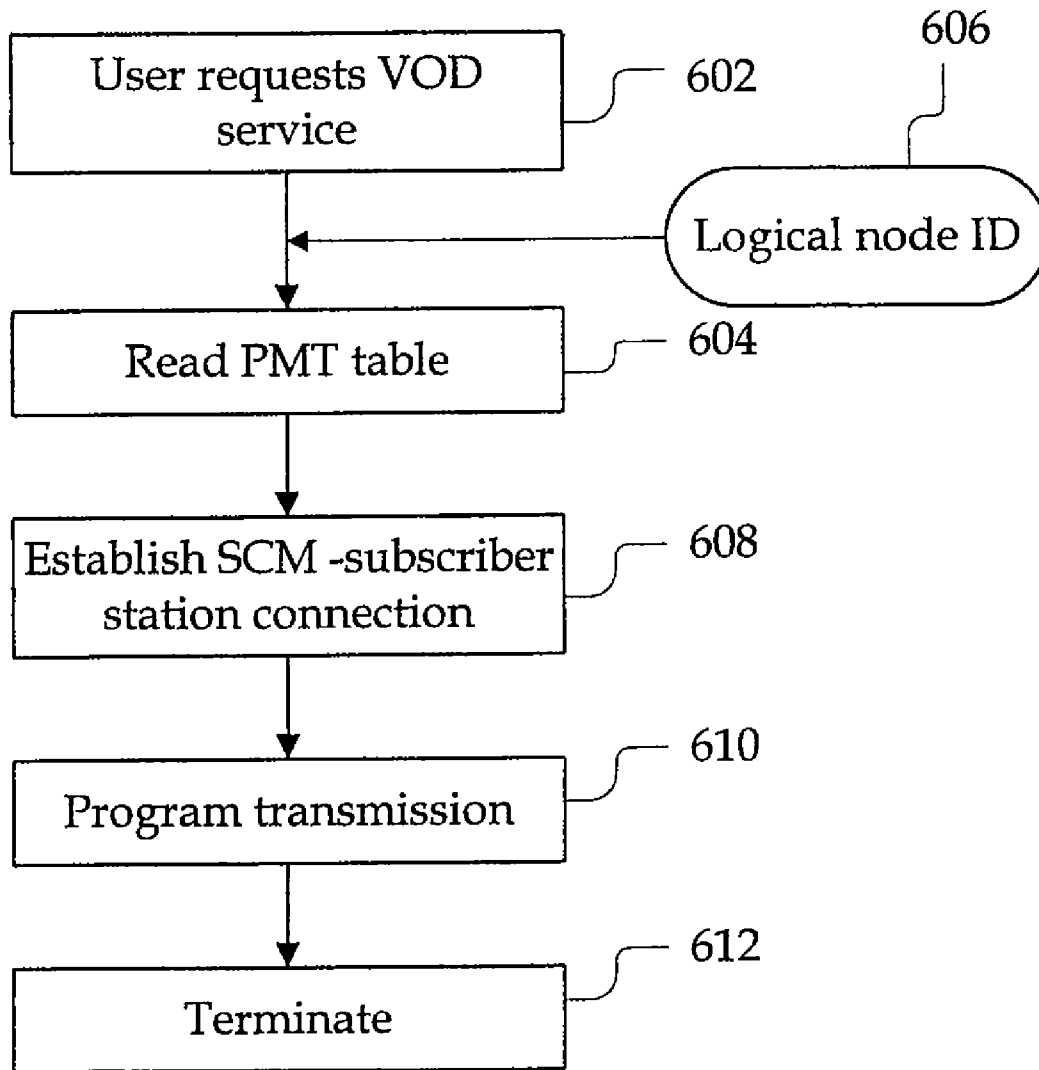 606
User requests VOD
service
602
Logical node ID
Read PMT table
604
Establish SCM -subscriber
station connection
608
Program transmission
610
Terminate
612